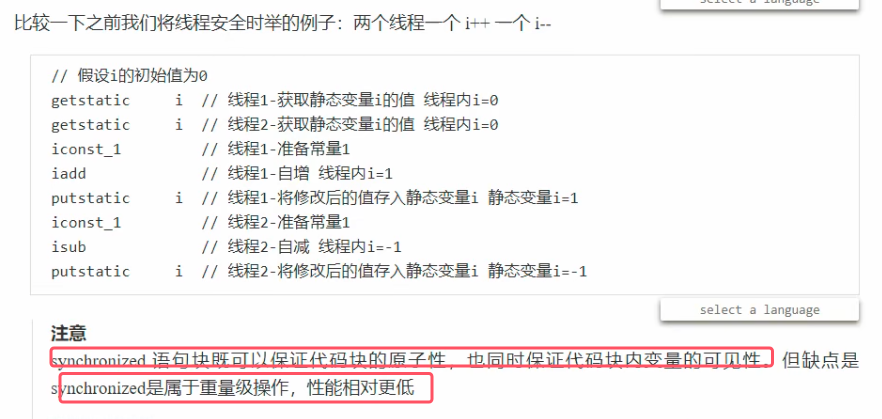 select a language
比较一下之前我们将线程安全时举的例子：两个线程一个 i++ 一个 i--
// 假设i的初始值为0
getstatic i // 线程1-获取静态变量i的值 线程内i=0
getstatic i // 线程2-获取静态变量i的值 线程内i=0
iconst_1 // 线程1-准备常量1
iadd // 线程1-自增 线程内i=1
putstatic i // 线程1-将修改后的值存入静态变量i 静态变量i=1
iconst_1 // 线程2-准备常量1
isub // 线程2-自减 线程内i=-1
putstatic i // 线程2-将修改后的值存入静态变量i 静态变量i=-1
select a language
注意
synchronized 语句块既可以保证代码块的原子性，也同时保证代码块内变量的可见性。但缺点是
synchronized是属于重量级操作，性能相对更低